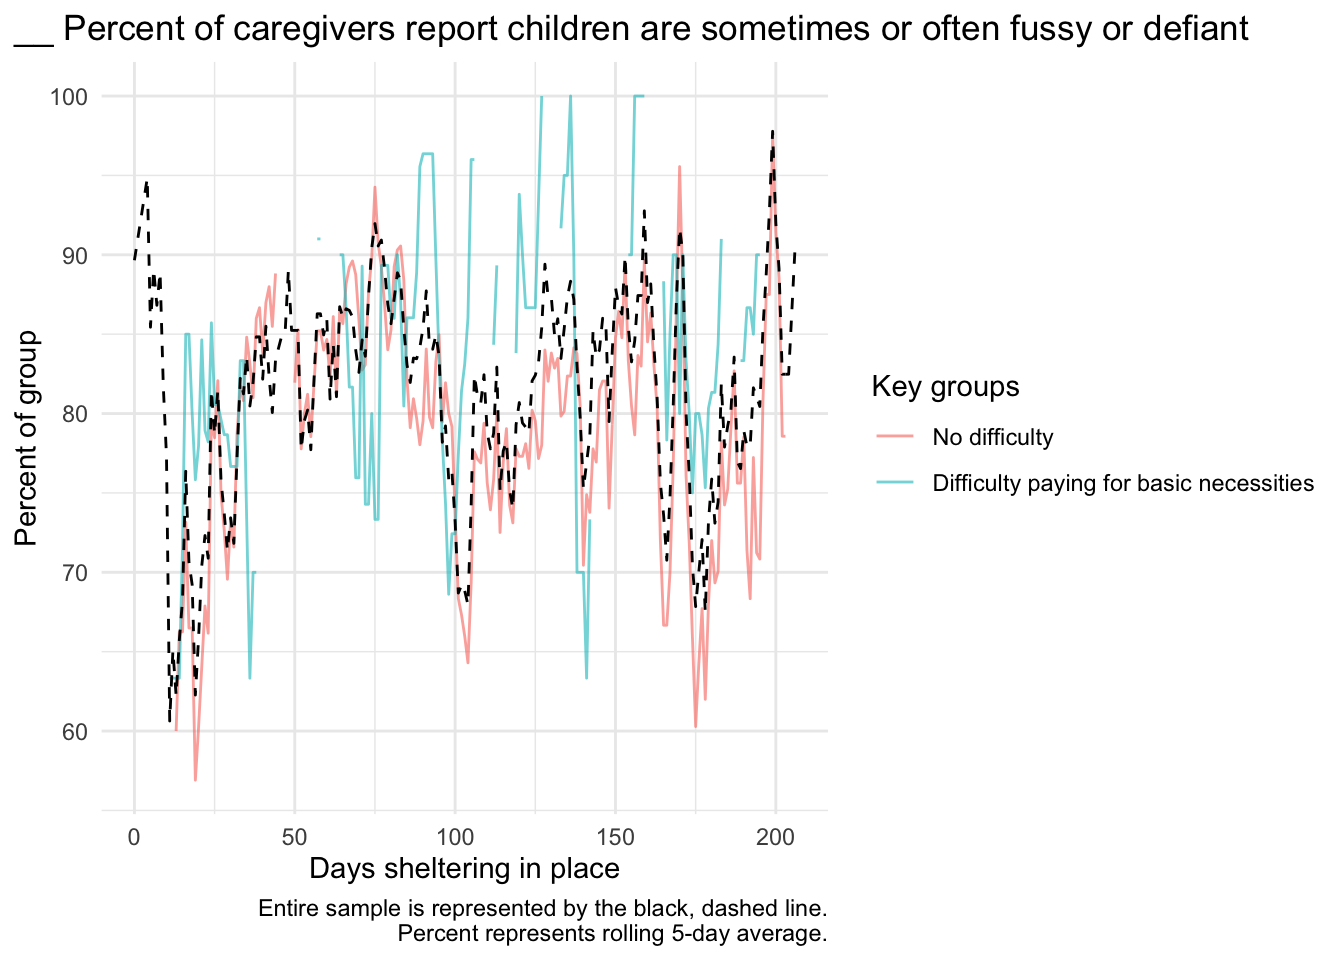 __ Percent of caregivers report children are sometimes or often fussy or defiant
Percent of group
100
90
80
70
60
0 50 100 150 200
Days sheltering in place
Key groups
No difficulty
Difficulty paying for basic necessities
Entire sample is represented by the black, dashed line.
Percent represents rolling 5-day average.